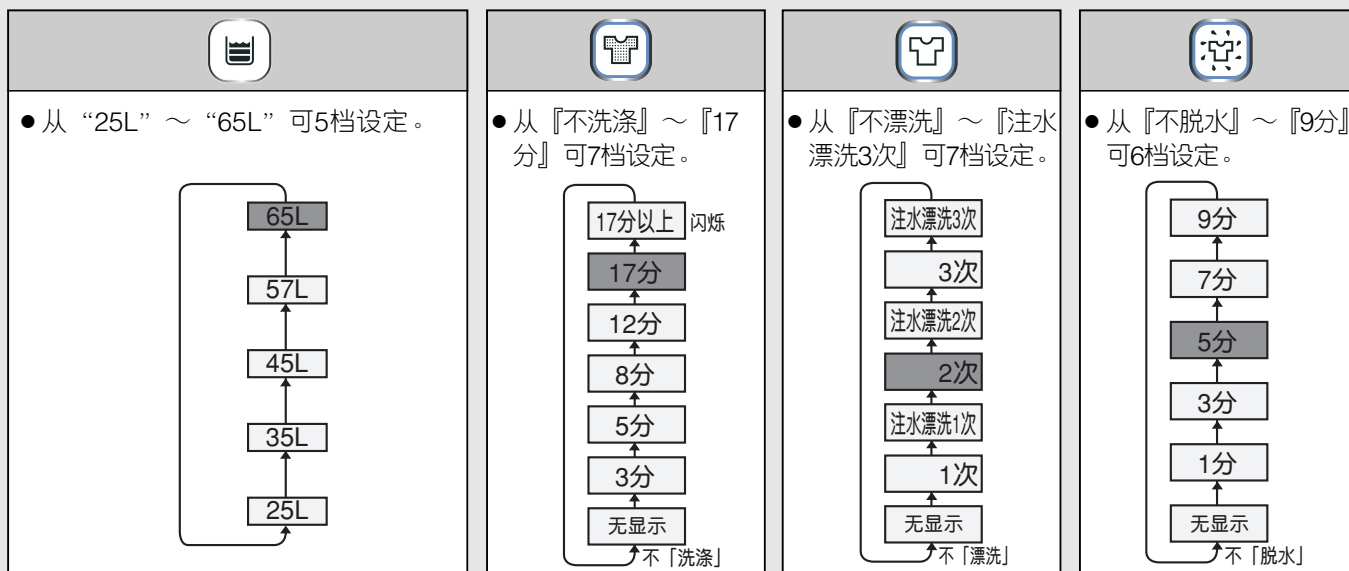 ●从“25L”～“65L”可5档设定。
65L
57L
45L
35L
25L
●从『不洗涤』～『17
分』可7档设定。
17分以上 闪烁
17分
12分
8分
5分
3分
无显示
不「洗涤」
●从『不漂洗』～『注水
漂洗3次』可7档设定。
注水漂洗3次
3次
注水漂洗2次
2次
注水漂洗1次
1次
无显示
不「漂洗」
●从『不脱水』～『9分』
可6档设定。
9分
7分
5分
3分
1分
无显示
不「脱水」